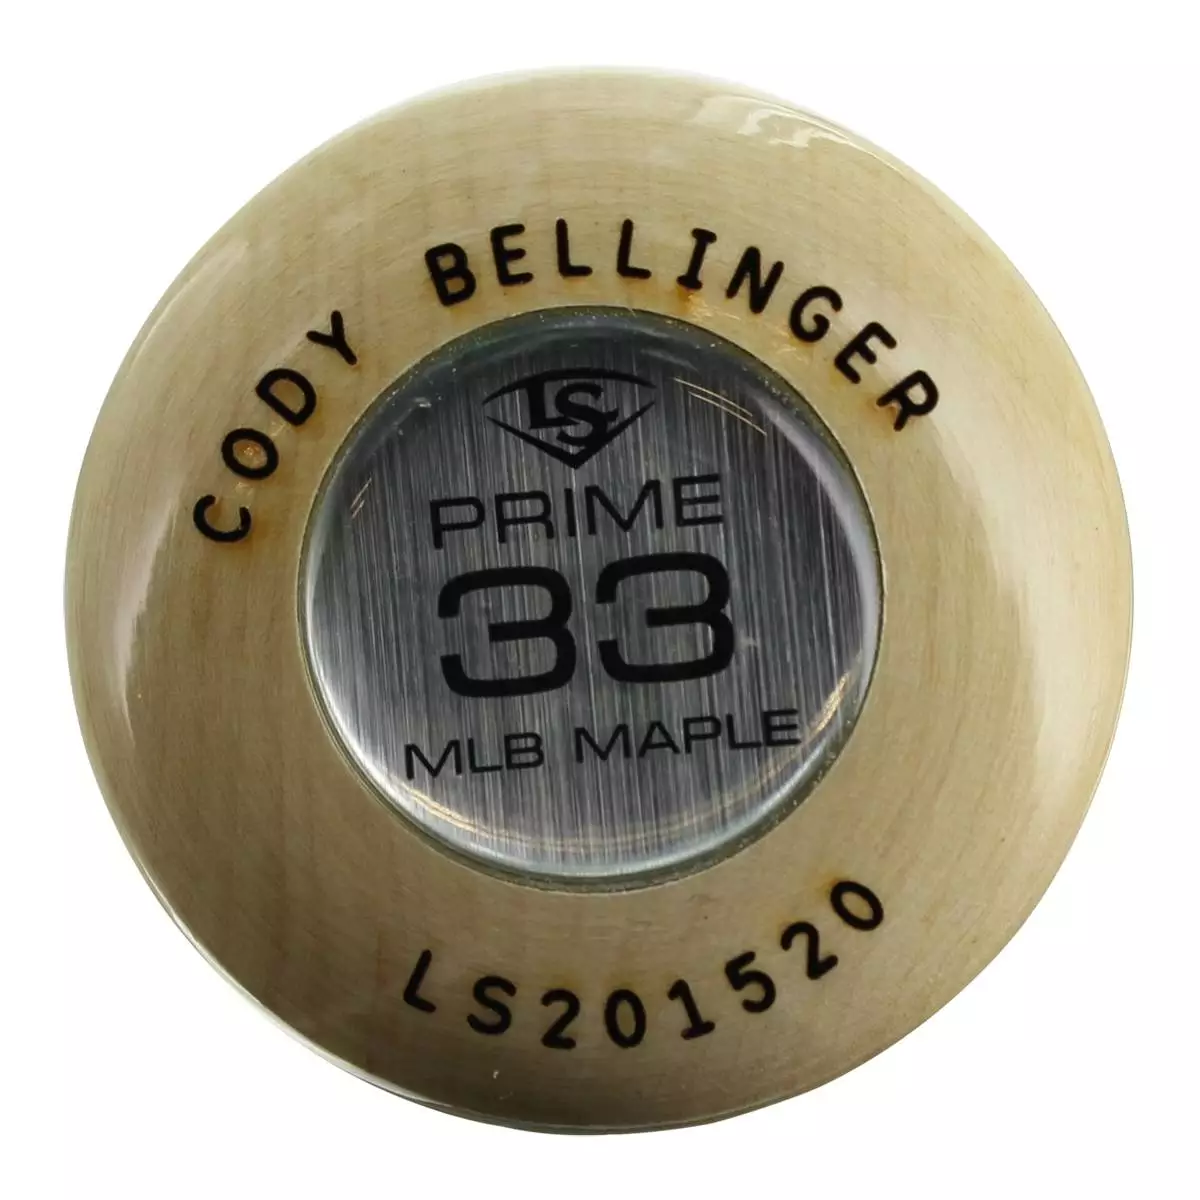 CODY BELLINGER
LS
PRIME
33
MLB MAPLE
LS201520